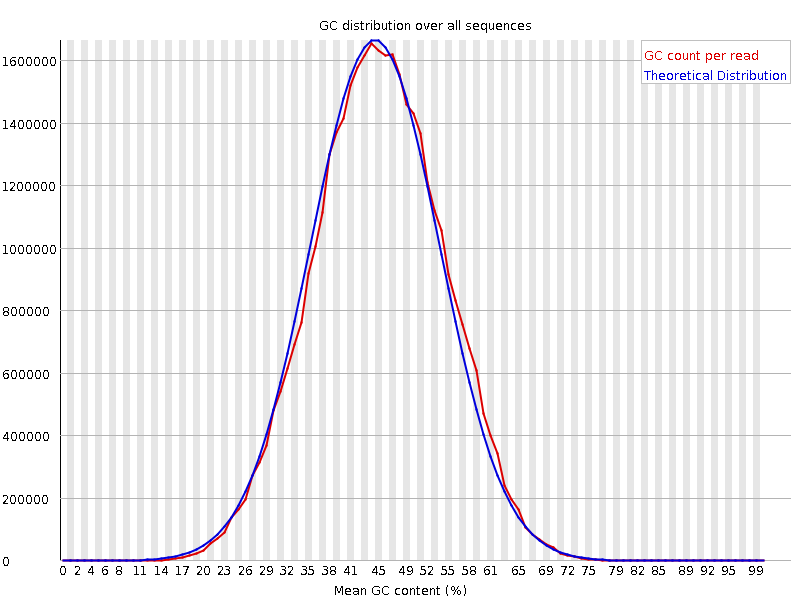 GC distribution over all sequences
GC count per read
Theoretical Distribution
1600000
1400000
1200000
1000000
800000
600000
400000
200000
0
0 2 4 6 8 11 14 17 20 23 26 29 32 35 38 41 45 49 52 55 58 61 65 69 72 75 79 82 85 89 92 95 99
Mean GC content (%)